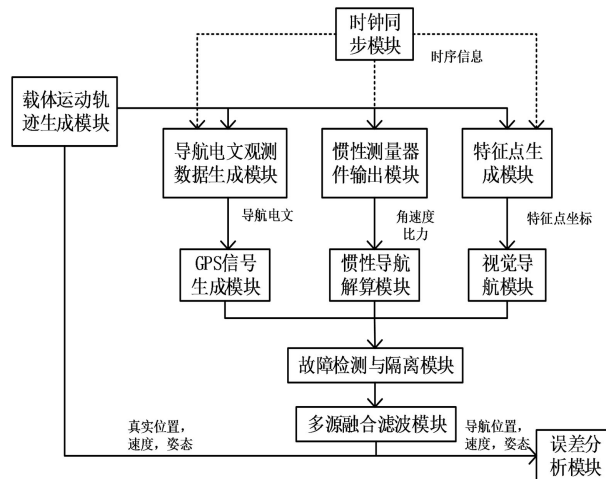 时钟同
步模块
时序信息
载体运动轨
迹生成模块
导航电文观测
数据生成模块
惯性测量器
件输出模块
特征点生
成模块
导航电文
角速度
比力
特征点坐标
GPS信号
生成模块
惯性导航
解算模块
视觉导
航模块
故障检测与隔离模块
多源融合滤波模块
真实位置，
速度，姿态
导航位置，
速度，姿态
误差分
析模块